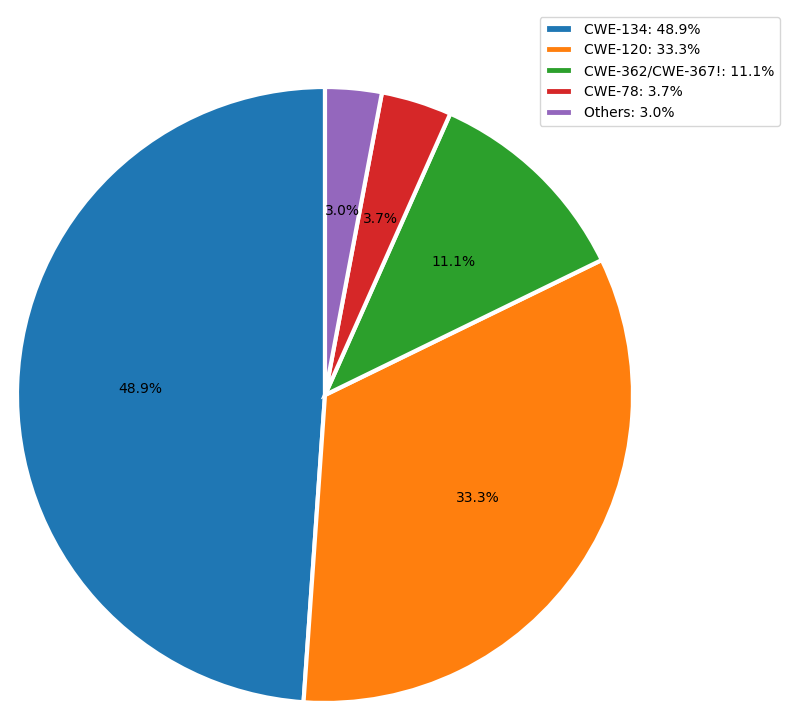 CWE-134: 48.9%
CWE-120: 33.3%
CWE-362/CWE-367!: 11.1%
CWE-78: 3.7%
Others: 3.0%
3.0%
3.7%
11.1%
48.9%
33.3%